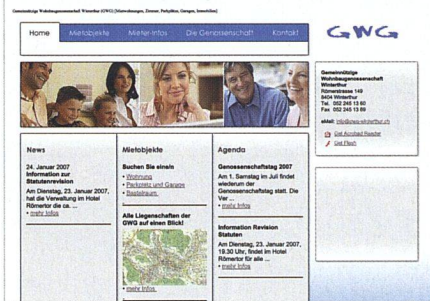 Gemeinnützige Wohnbaugenossenschaft Winterthur (GWG) [Mietwohnungen, Zimmer, Parkplätze, Garagen, Immobilien]
Home
Mietobjekte
Mieter-Infos
Die Genossenschaft
Kontakt
GWG
Gemeinnützige
Wohnbaugenossenschaft
Winterthur
Römerstrasse 149
8404 Winterthur
Tel. 052 245 13 60
Fax 052 245 13 69
eMail: info@gwg-winterthur.ch
Get Acrobat Reader
Get Flash
News
24. Januar 2007
Information zur
Statutenrevision
Am Dienstag, 23. Januar 2007,
hat die Verwaltung im Hotel
Römertor die ca. ...
• mehr Infos
Mietobjekte
Buchen Sie eine/n
• Wohnung
• Parkplatz und Garage
• Bastelraum
Alle Liegenschaften der
GWG auf einen Blick!
• mehr Infos
Agenda
Genossenschaftstag 2007
Am 1. Samstag im Juli findet
wiederum der
Genossenschaftstag statt. Die
Ver ...
• mehr Infos
Information Revision
Statuten
Am Dienstag, 23. Januar 2007,
19.30 Uhr, findet im Hotel
Römertor für alle ...
• mehr Infos